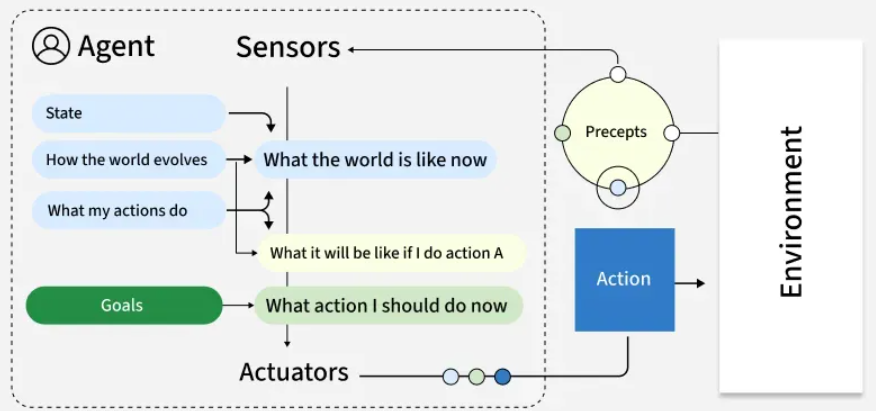 Agent
Sensors
State
How the world evolves
What the world is like now
What my actions do
What it will be like if I do action A
Goals
What action I should do now
Actuators
Precepts
Action
Environment